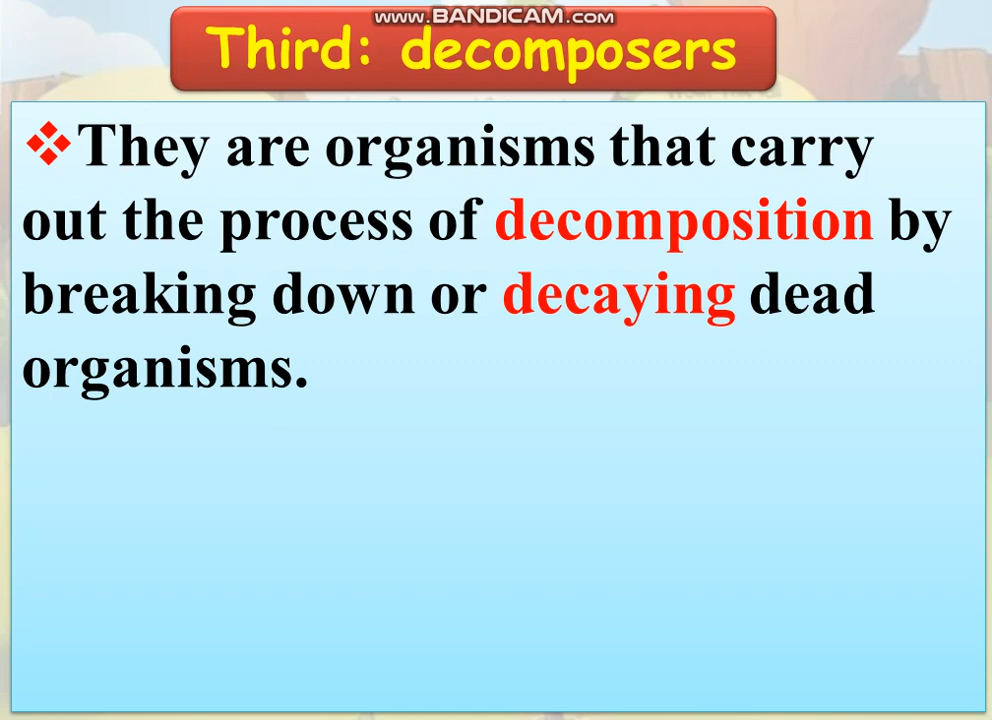 www.BANDICAM.com
Third: decomposers
❖They are organisms that carry
out the process of decomposition by
breaking down or decaying dead
organisms.